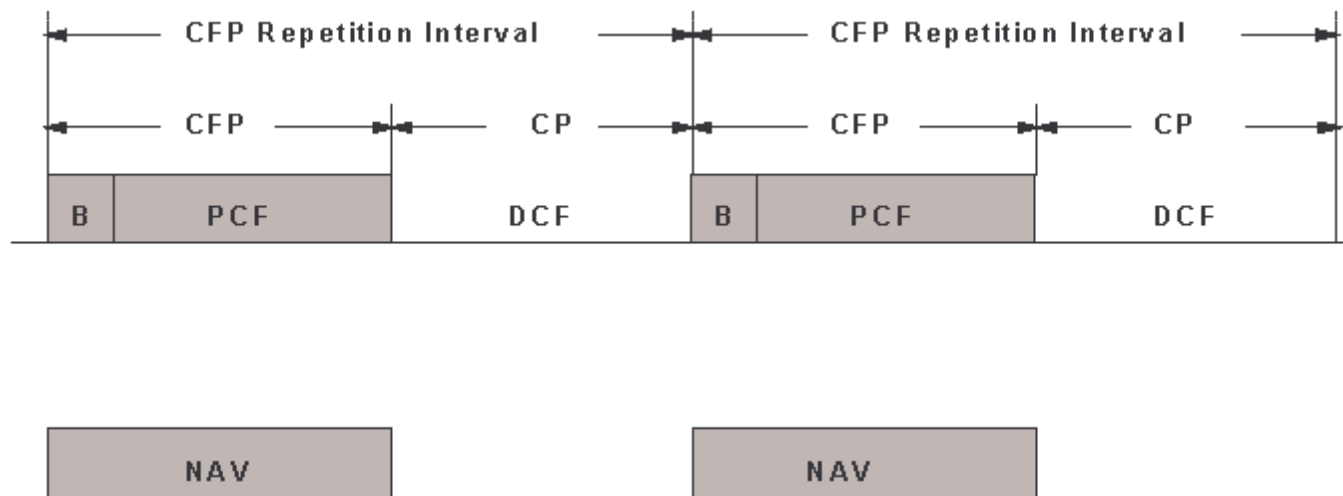 CFP Repetition Interval CFP Repetition Interval
CFP CP CFP CP
B PCF DCF B PCF DCF
NAV NAV